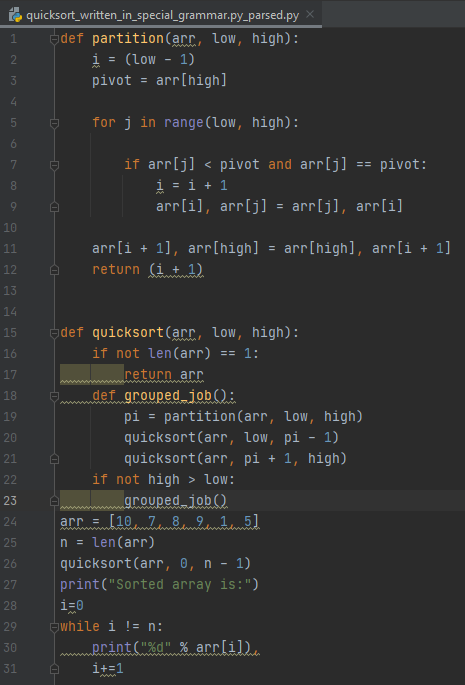 quicksort_written_in_special_grammar.py_parsed.py ×
1 def partition(arr, low, high):
2     i = (low - 1)
3     pivot = arr[high]
4
5     for j in range(low, high):
6
7         if arr[j] < pivot and arr[j] == pivot:
8             i = i + 1
9             arr[i], arr[j] = arr[j], arr[i]
10
11     arr[i + 1], arr[high] = arr[high], arr[i + 1]
12     return (i + 1)
13
14
15 def quicksort(arr, low, high):
16     if not len(arr) == 1:
17         return arr
18     def grouped_job():
19         pi = partition(arr, low, high)
20         quicksort(arr, low, pi - 1)
21         quicksort(arr, pi + 1, high)
22     if not high > low:
23         grouped_job()
24 arr = [10, 7, 8, 9, 1, 5]
25 n = len(arr)
26 quicksort(arr, 0, n - 1)
27 print("Sorted array is:")
28 i=0
29 while i != n:
30     print("%d" % arr[i]),
31     i+=1